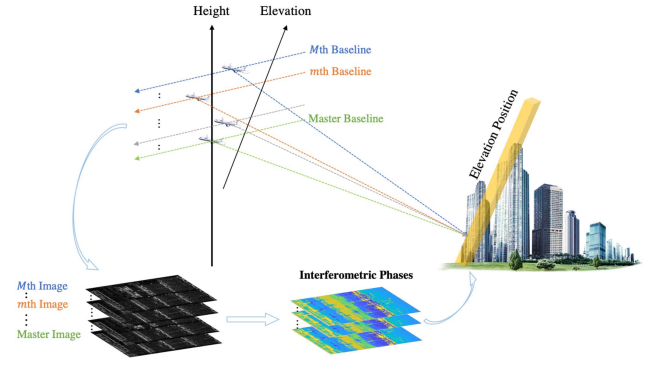 Height
Elevation
Mth Baseline
mth Baseline
Master Baseline
Elevation Position
Interferometric Phases
Mth Image
mth Image
Master Image